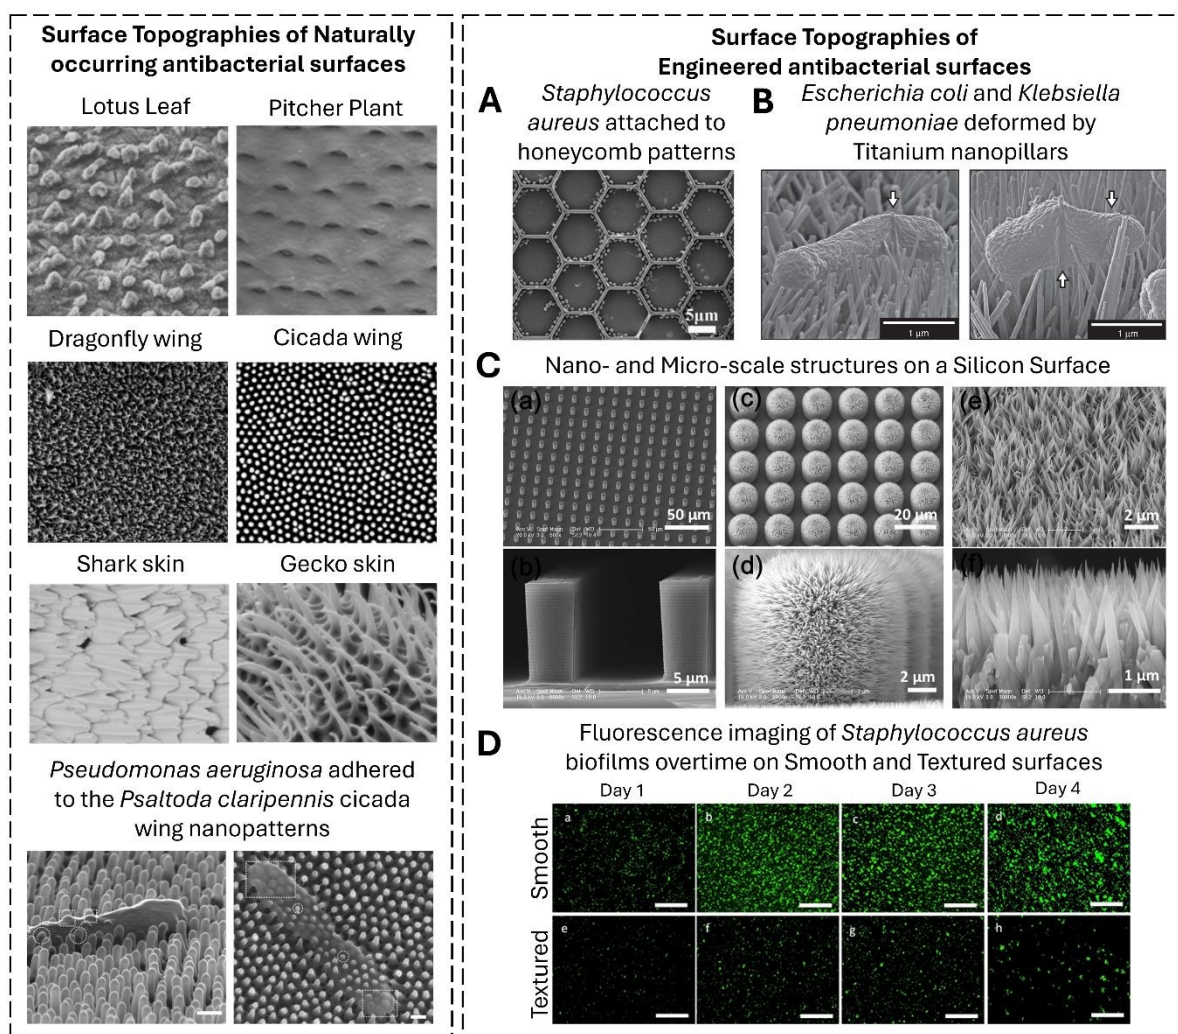 Surface Topographies of Naturally
occurring antibacterial surfaces
Lotus Leaf
Pitcher Plant
Dragonfly wing
Cicada wing
Shark skin
Gecko skin
Pseudomonas aeruginosa adhered
to the Psaltoda claripennis cicada
wing nanopatterns
Surface Topographies of
Engineered antibacterial surfaces
A
Staphylococcus
aureus attached to
honeycomb patterns
5μm
B
Escherichia coli and Klebsiella
pneumoniae deformed by
Titanium nanopillars
1 μm
1 μm
C
Nano- and Micro-scale structures on a Silicon Surface
(a)
50 μm
(c)
20 μm
(e)
2 μm
(b)
5 μm
(d)
2 μm
(f)
1 μm
D
Fluorescence imaging of Staphylococcus aureus
biofilms overtime on Smooth and Textured surfaces
Day 1
Day 2
Day 3
Day 4
Smooth
a
b
c
d
Textured
e
f
g
h